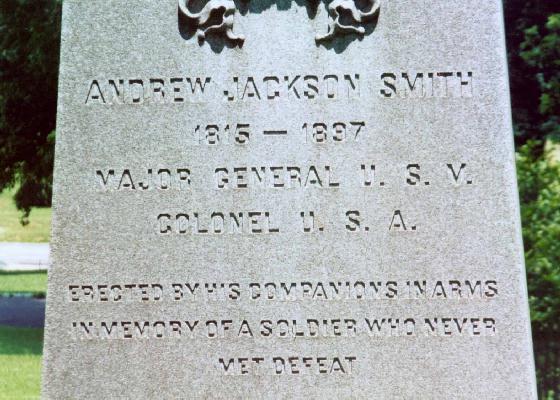 ANDREW JACKSON SMITH
1815 — 1897
MAJOR GENERAL U. S. V.
COLONEL U. S. A.
ERECTED BY HIS COMPANIONS IN ARMS
IN MEMORY OF A SOLDIER WHO NEVER
MET DEFEAT